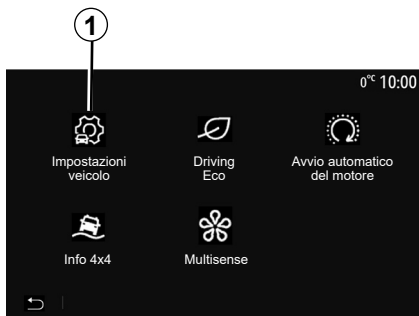 1
0°C 10:00
Impostazioni
veicolo
Driving
Eco
Avvio automatico
del motore
Info 4x4
Multisense